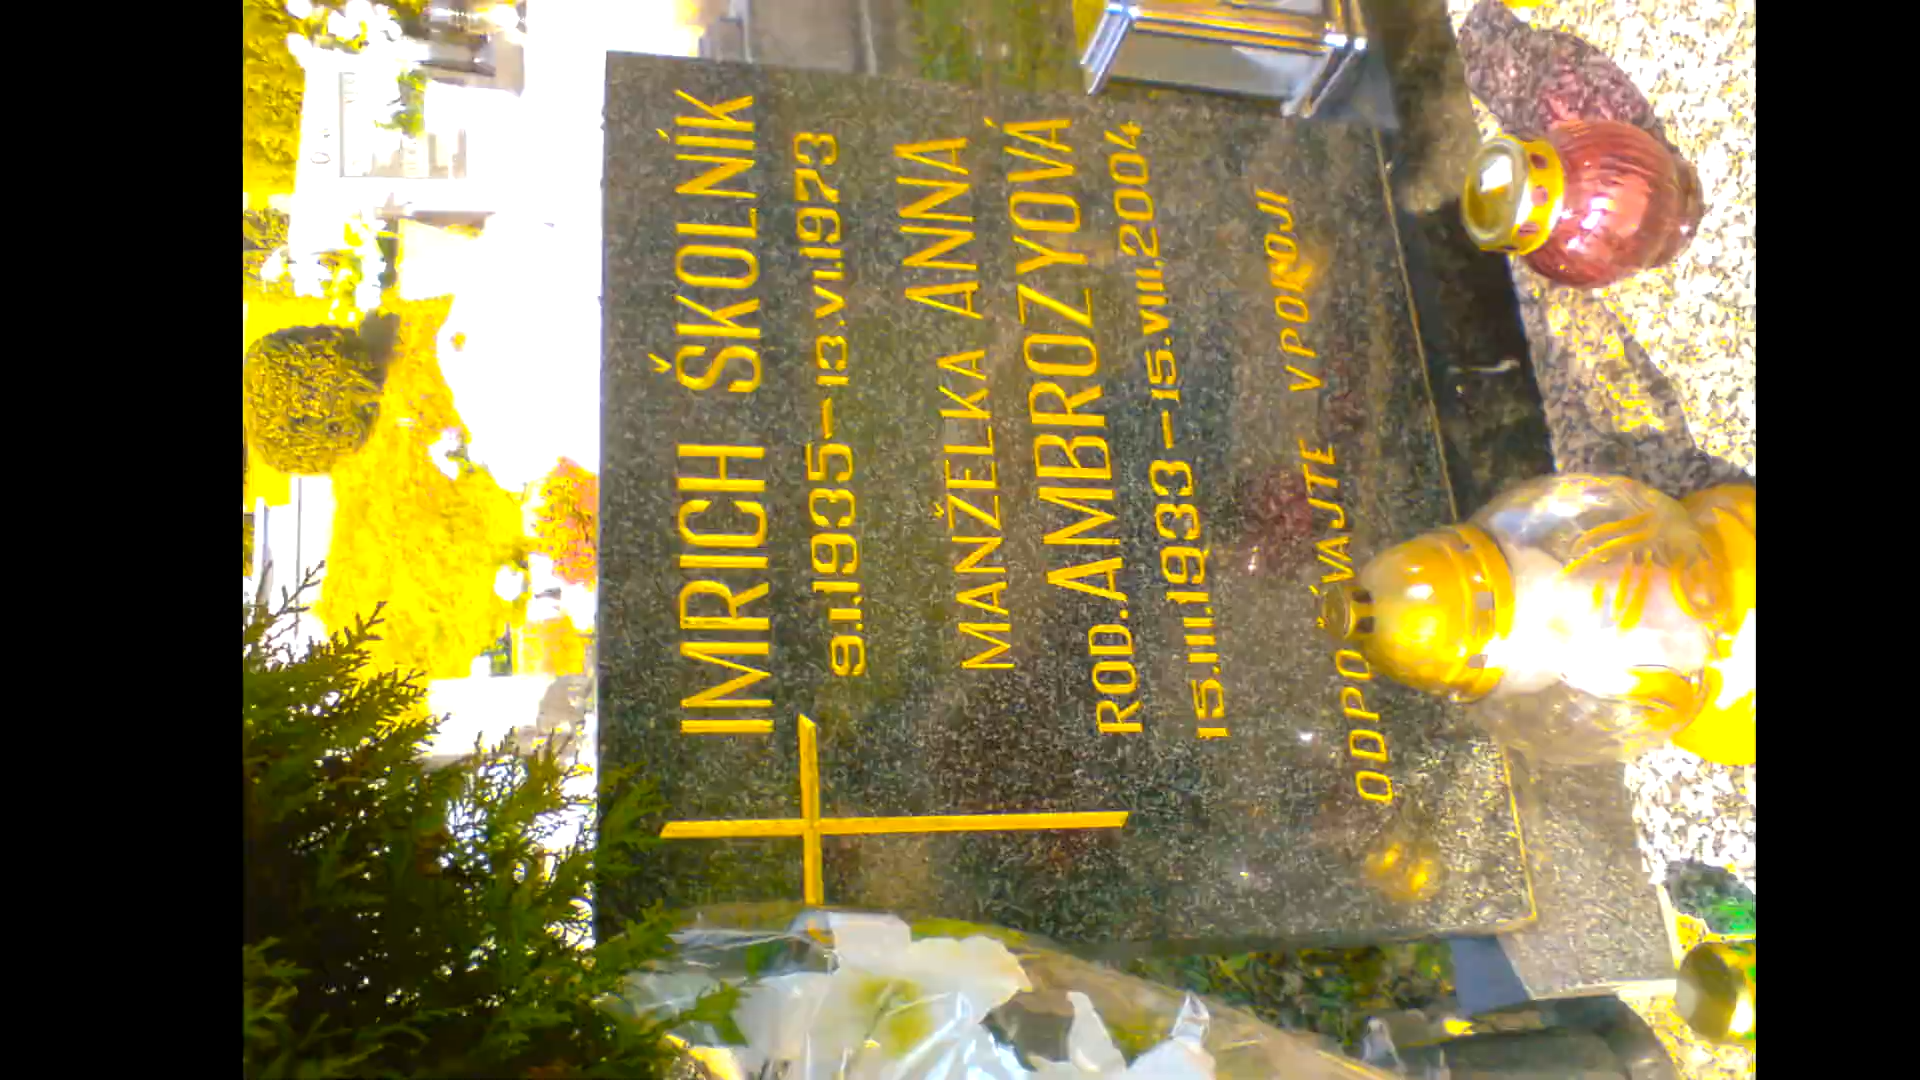 IMRICH ŠKOLNÍK
9.I.1935-13.VI.1973
MANŽELKA ANNA
ROD. AMBROZYOVÁ
15.III.1933-15.VIII.2004
ODPOČÍVAJTE V POKOJI